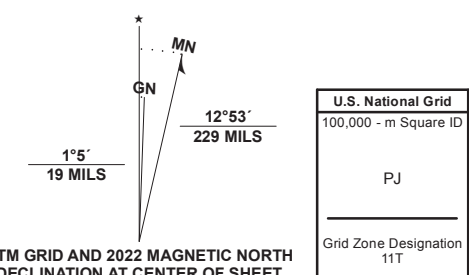 ★
MN
GN
12°53´
229 MILS
1°5´
19 MILS
TM GRID AND 2022 MAGNETIC NORTH
DECLINATION AT CENTER OF SHEET
U.S. National Grid
100,000 - m Square ID
PJ
Grid Zone Designation
11T